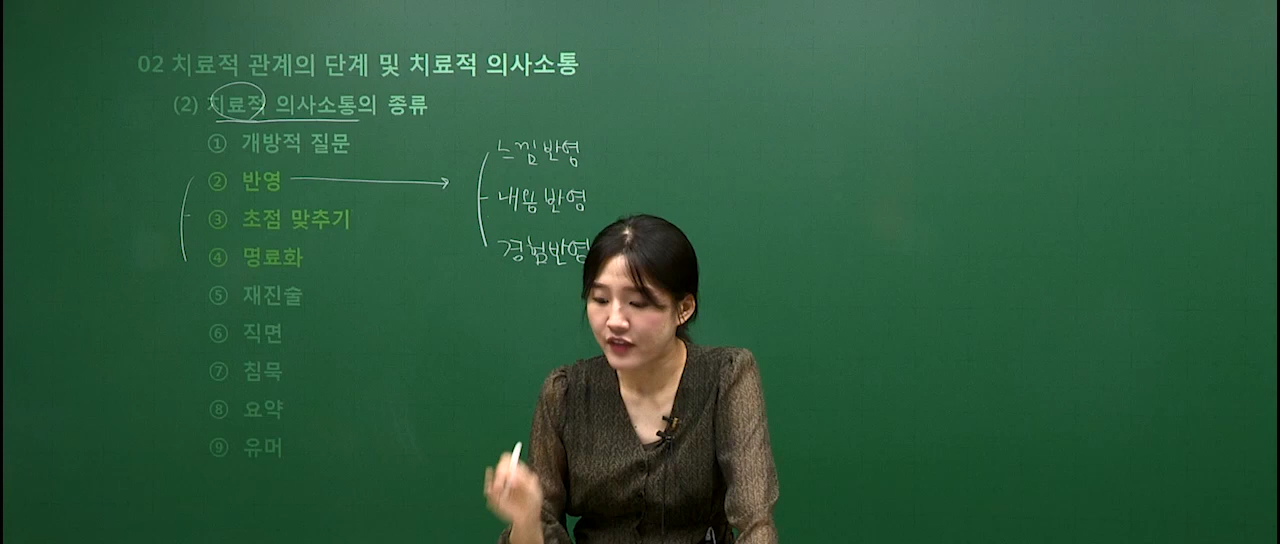 02 치료적 관계의 단계 및 치료적 의사소통
(2) 치료적 의사소통의 종류
① 개방적 질문
② 반영
③ 초점 맞추기
④ 명료화
⑤ 재진술
⑥ 직면
⑦ 침묵
⑧ 요약
⑨ 유머
느낌반영
내용반영
경험반영